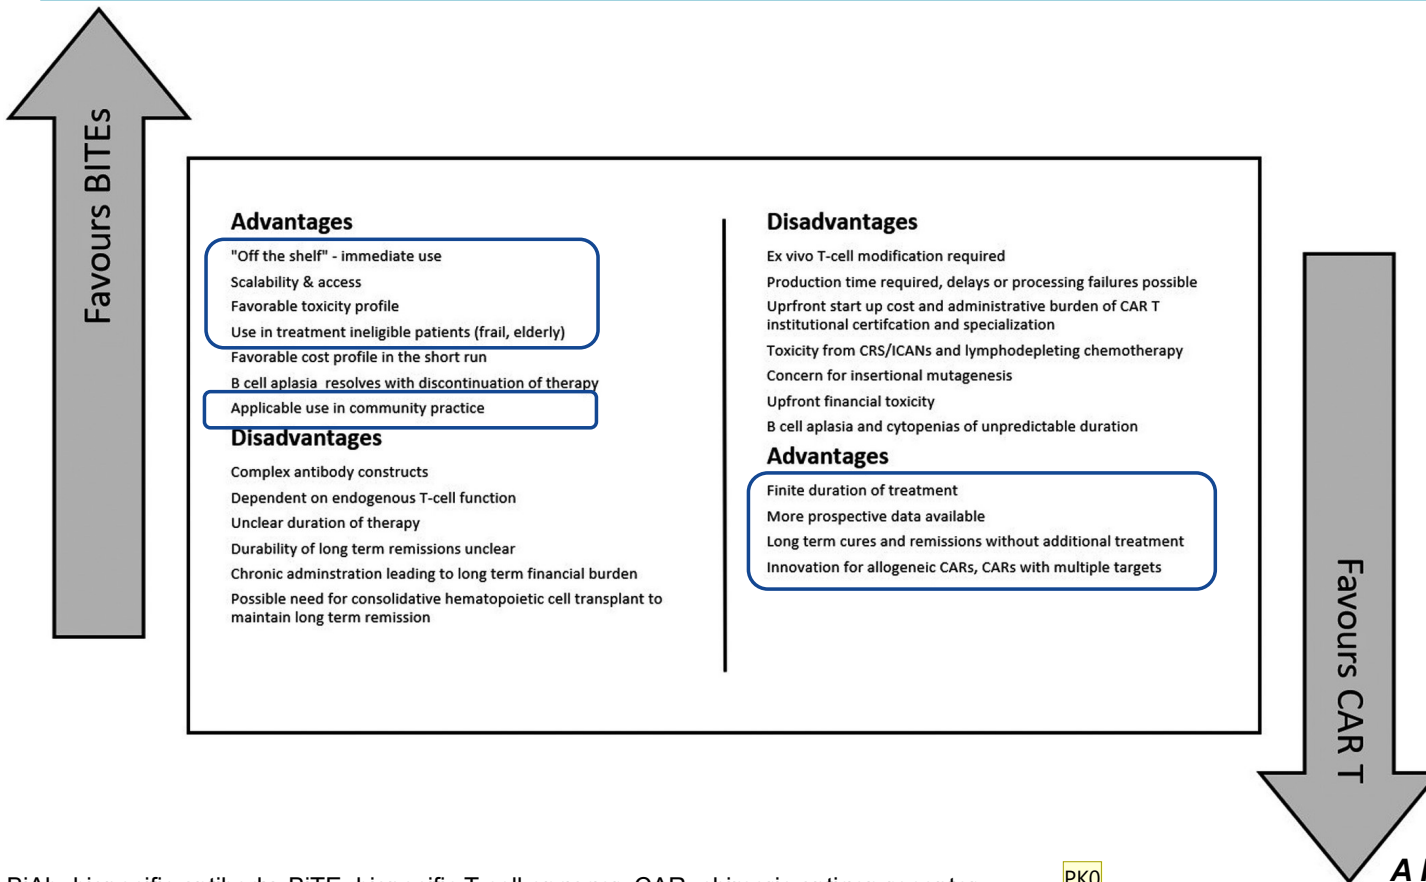 Favours BITEs
Advantages
"Off the shelf" - immediate use
Scalability & access
Favorable toxicity profile
Use in treatment ineligible patients (frail, elderly)
Favorable cost profile in the short run
B cell aplasia resolves with discontinuation of therapy
Applicable use in community practice
Disadvantages
Complex antibody constructs
Dependent on endogenous T-cell function
Unclear duration of therapy
Durability of long term remissions unclear
Chronic adminstration leading to long term financial burden
Possible need for consolidative hematopoietic cell transplant to
maintain long term remission
Disadvantages
Ex vivo T-cell modification required
Production time required, delays or processing failures possible
Uprfront start up cost and administrative burden of CAR T
institutional certifcation and specialization
Toxicity from CRS/ICANs and lymphodepleting chemotherapy
Concern for insertional mutagenesis
Upfront financial toxicity
B cell aplasia and cytopenias of unpredictable duration
Advantages
Finite duration of treatment
More prospective data available
Long term cures and remissions without additional treatment
Innovation for allogeneic CARs, CARs with multiple targets
Favours CAR T
PK0